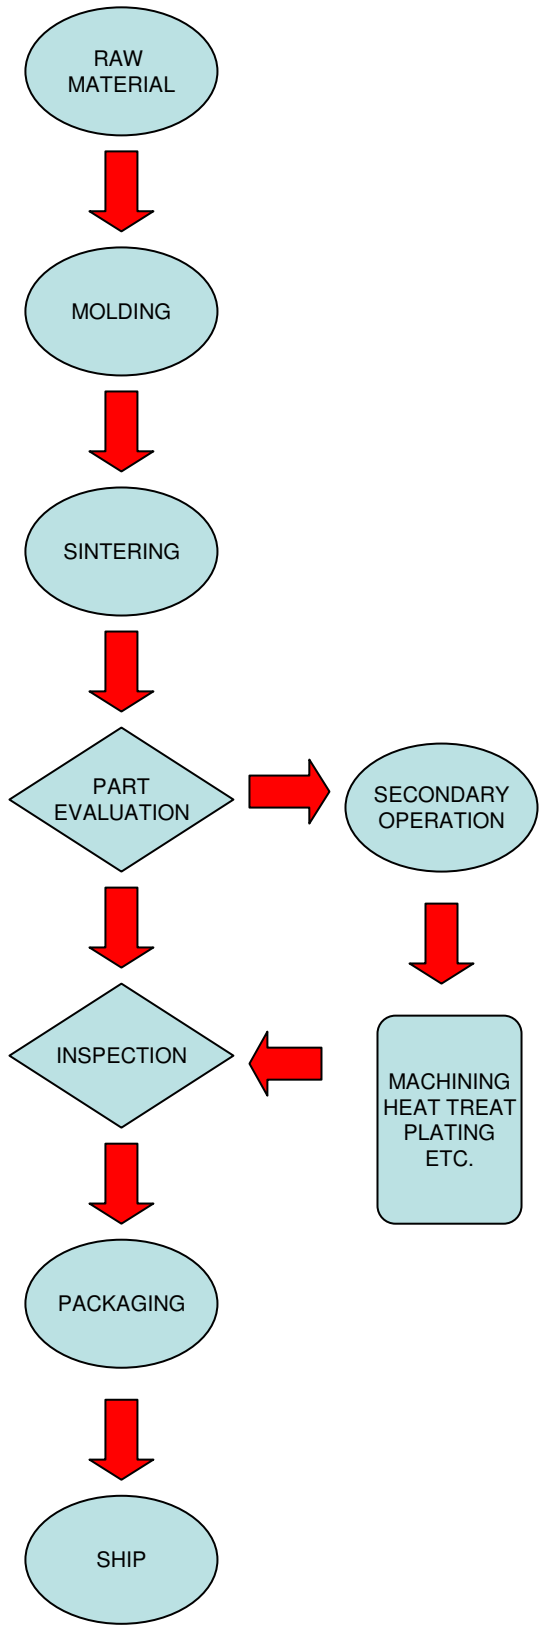 RAW
MATERIAL
MOLDING
SINTERING
PART
EVALUATION
SECONDARY
OPERATION
INSPECTION
MACHINING
HEAT TREAT
PLATING
ETC.
PACKAGING
SHIP